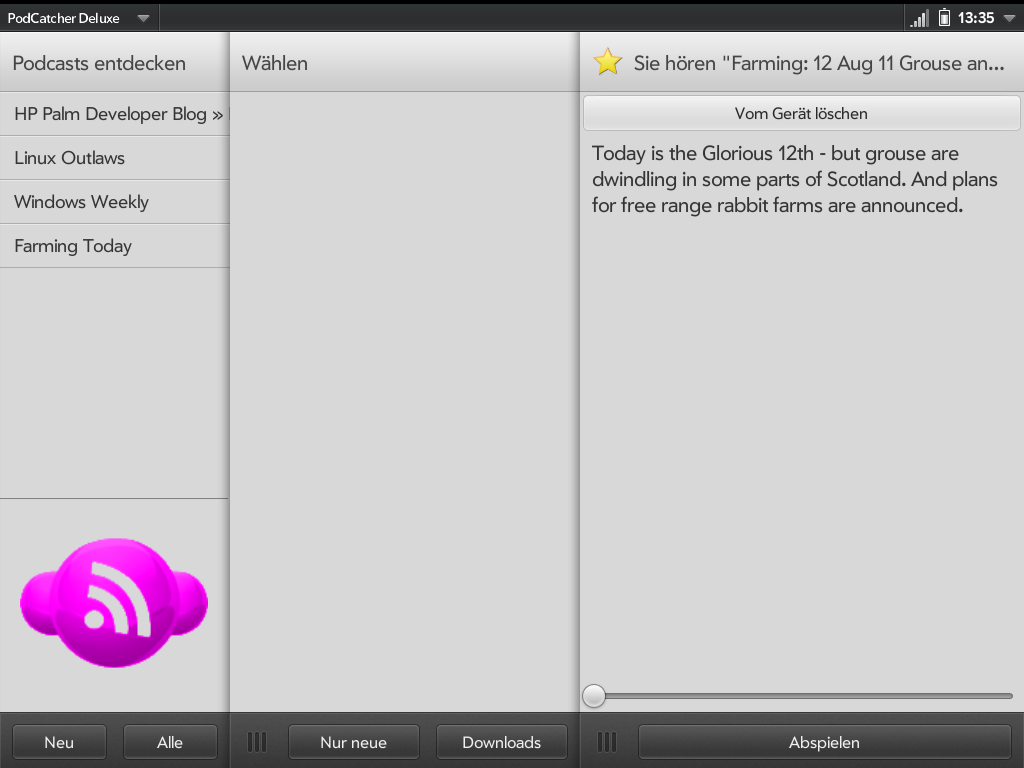 PodCatcher Deluxe
13:35
Podcasts entdecken
HP Palm Developer Blog »
Linux Outlaws
Windows Weekly
Farming Today
Neu
Alle
Wählen
Nur neue
Downloads
Sie hören "Farming: 12 Aug 11 Grouse an...
Vom Gerät löschen
Today is the Glorious 12th - but grouse are
dwindling in some parts of Scotland. And plans
for free range rabbit farms are announced.
Abspielen